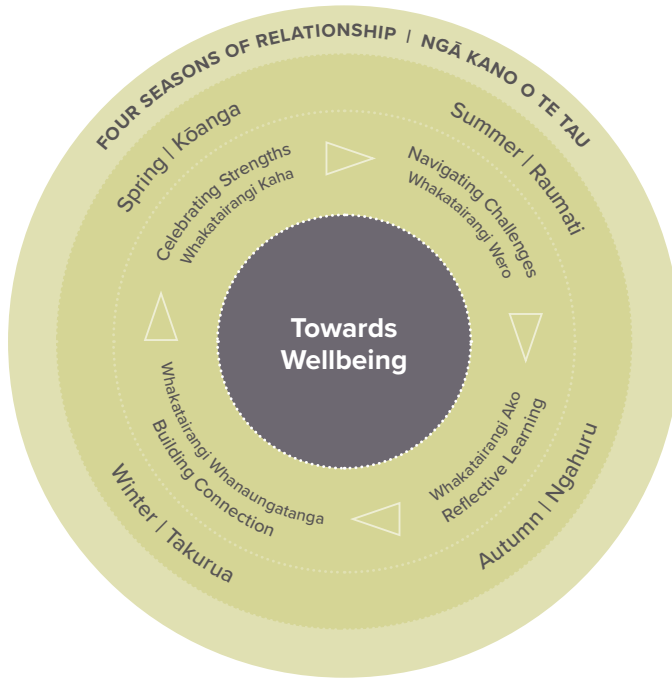 FOUR SEASONS OF RELATIONSHIP | NGĀ KANO O TE TAU
Spring | Kōanga
Celebrating Strengths
Whakatairangi Kaha
Summer | Raumati
Navigating Challenges
Whakatairangi Wero
Towards
Wellbeing
Autumn | Ngahuru
Whakatairangi Ako
Reflective Learning
Winter | Takurua
Whakatairangi Whanaungatanga
Building Connection